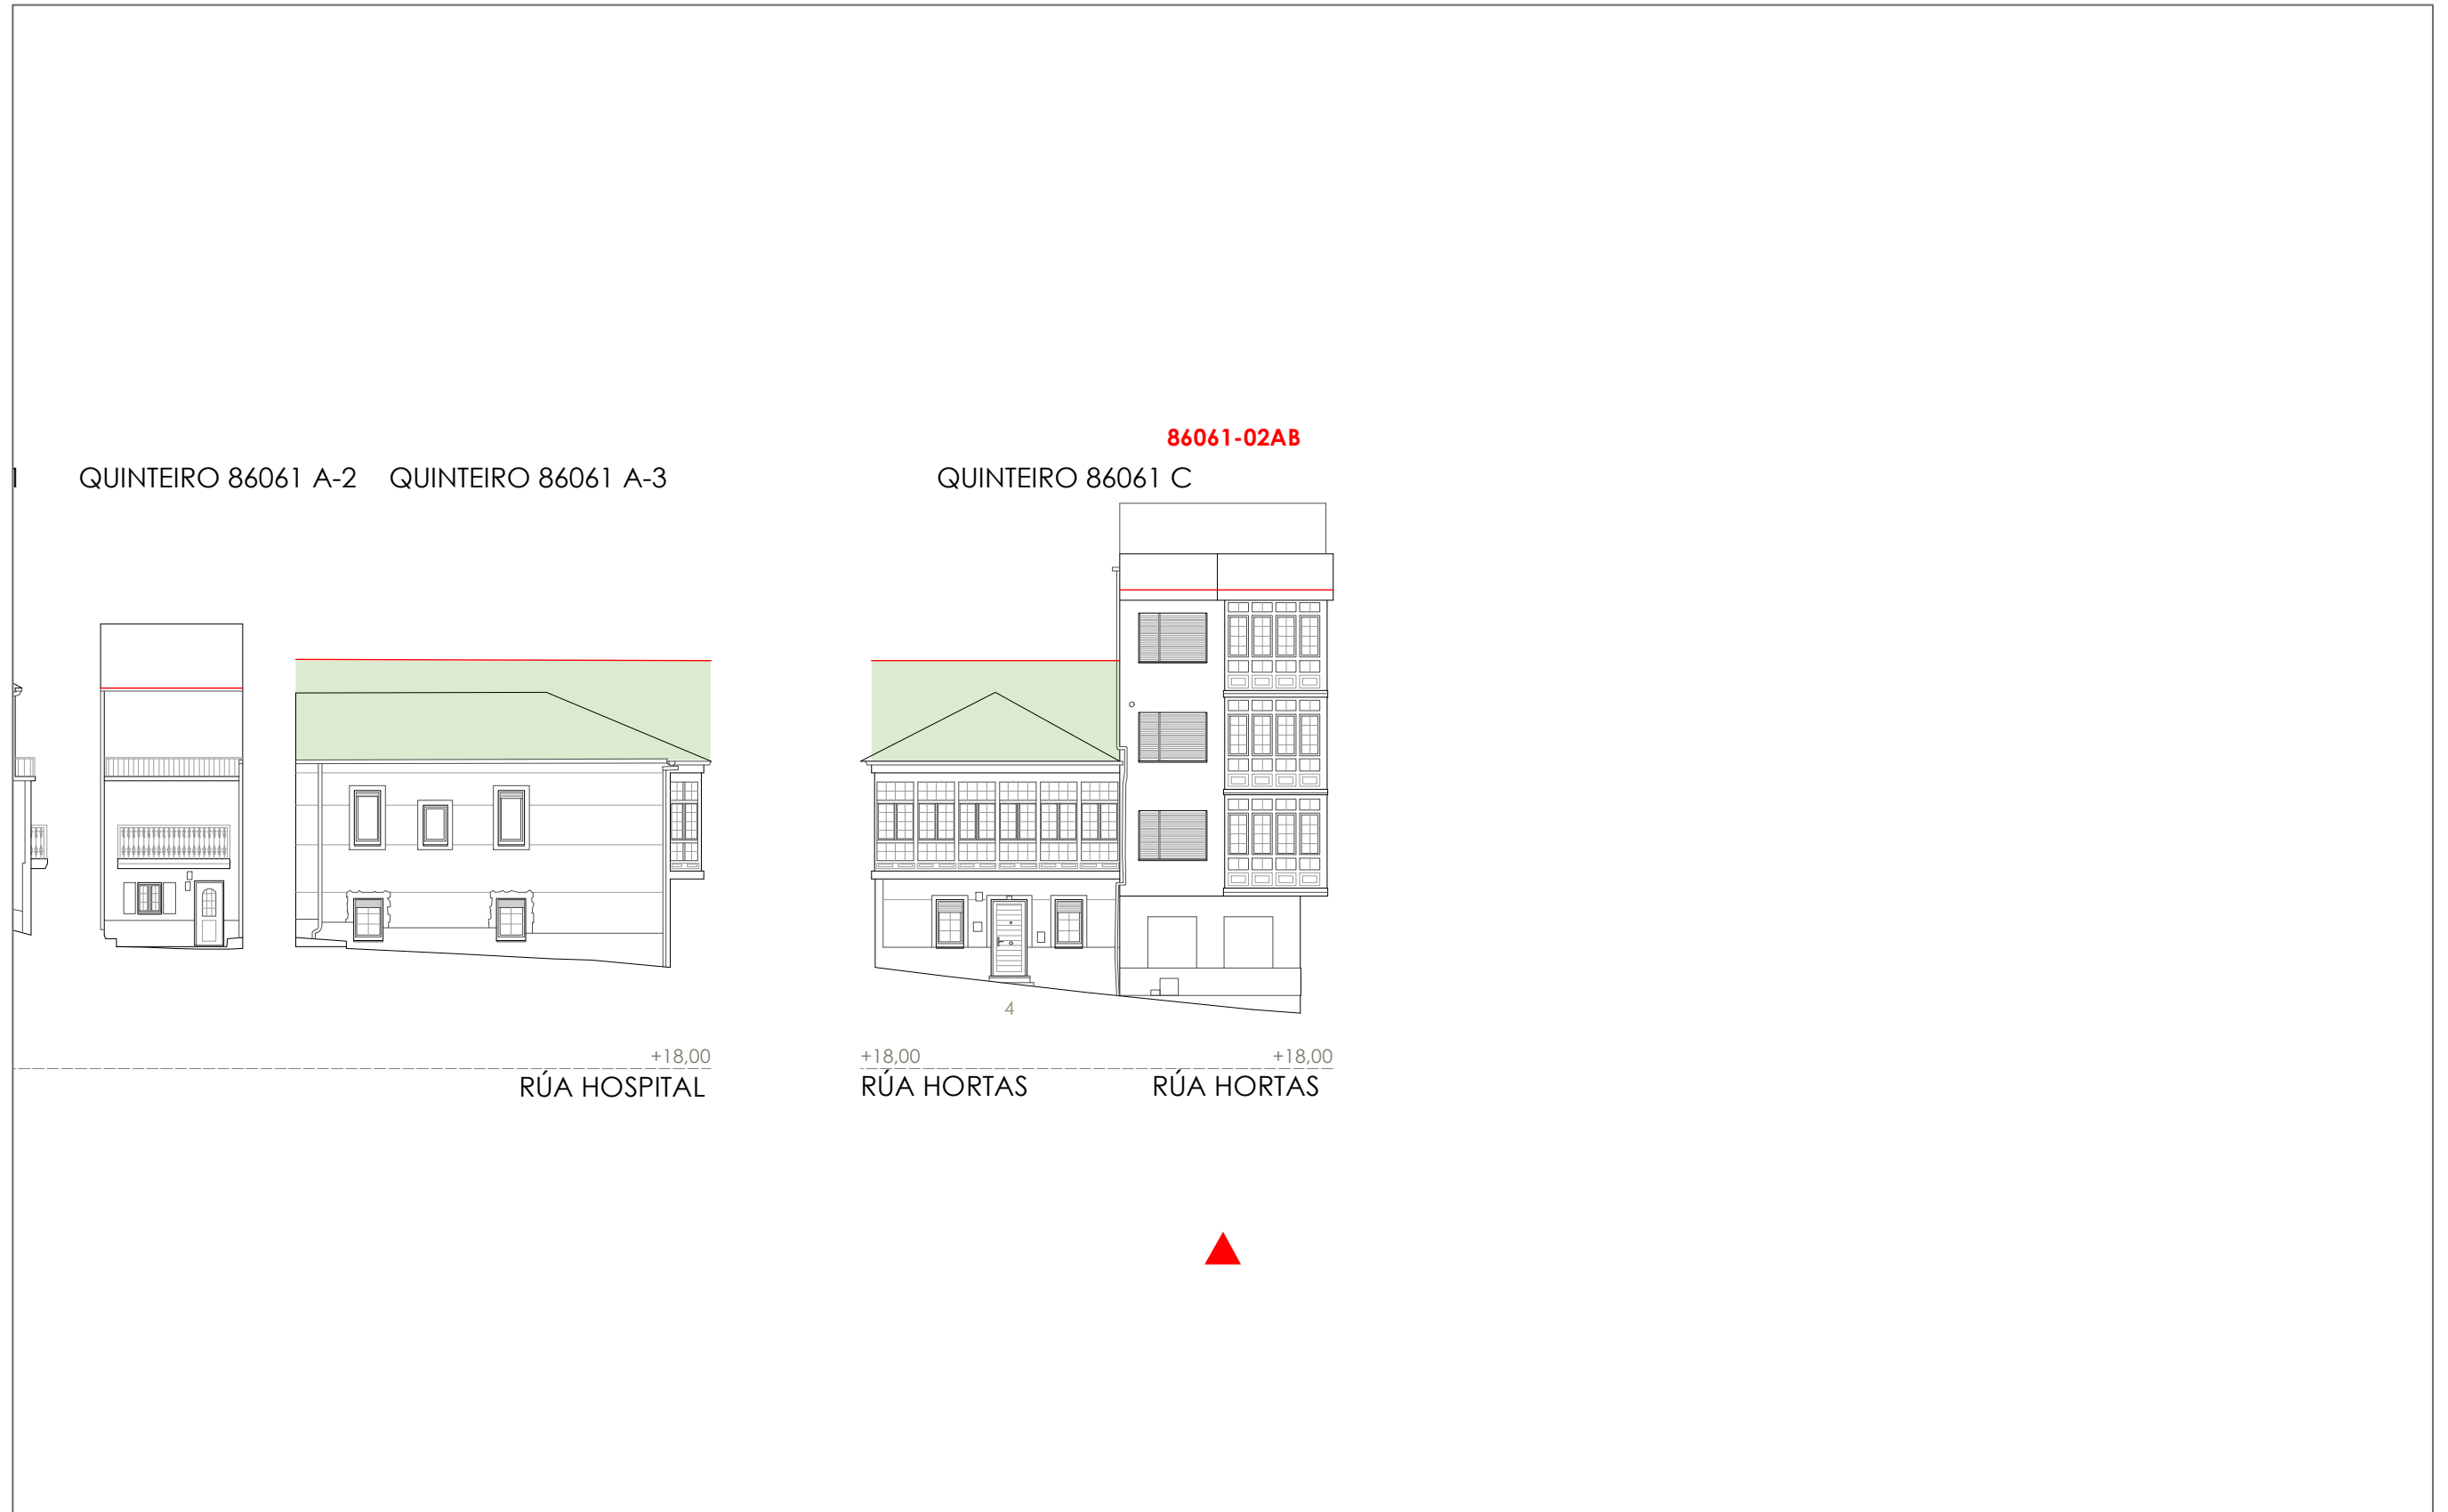 86061-02AB
QUINTEIRO 86061 A-2
QUINTEIRO 86061 A-3
QUINTEIRO 86061 C
4
+18,00
+18,00
+18,00
RÚA HOSPITAL
RÚA HORTAS
RÚA HORTAS